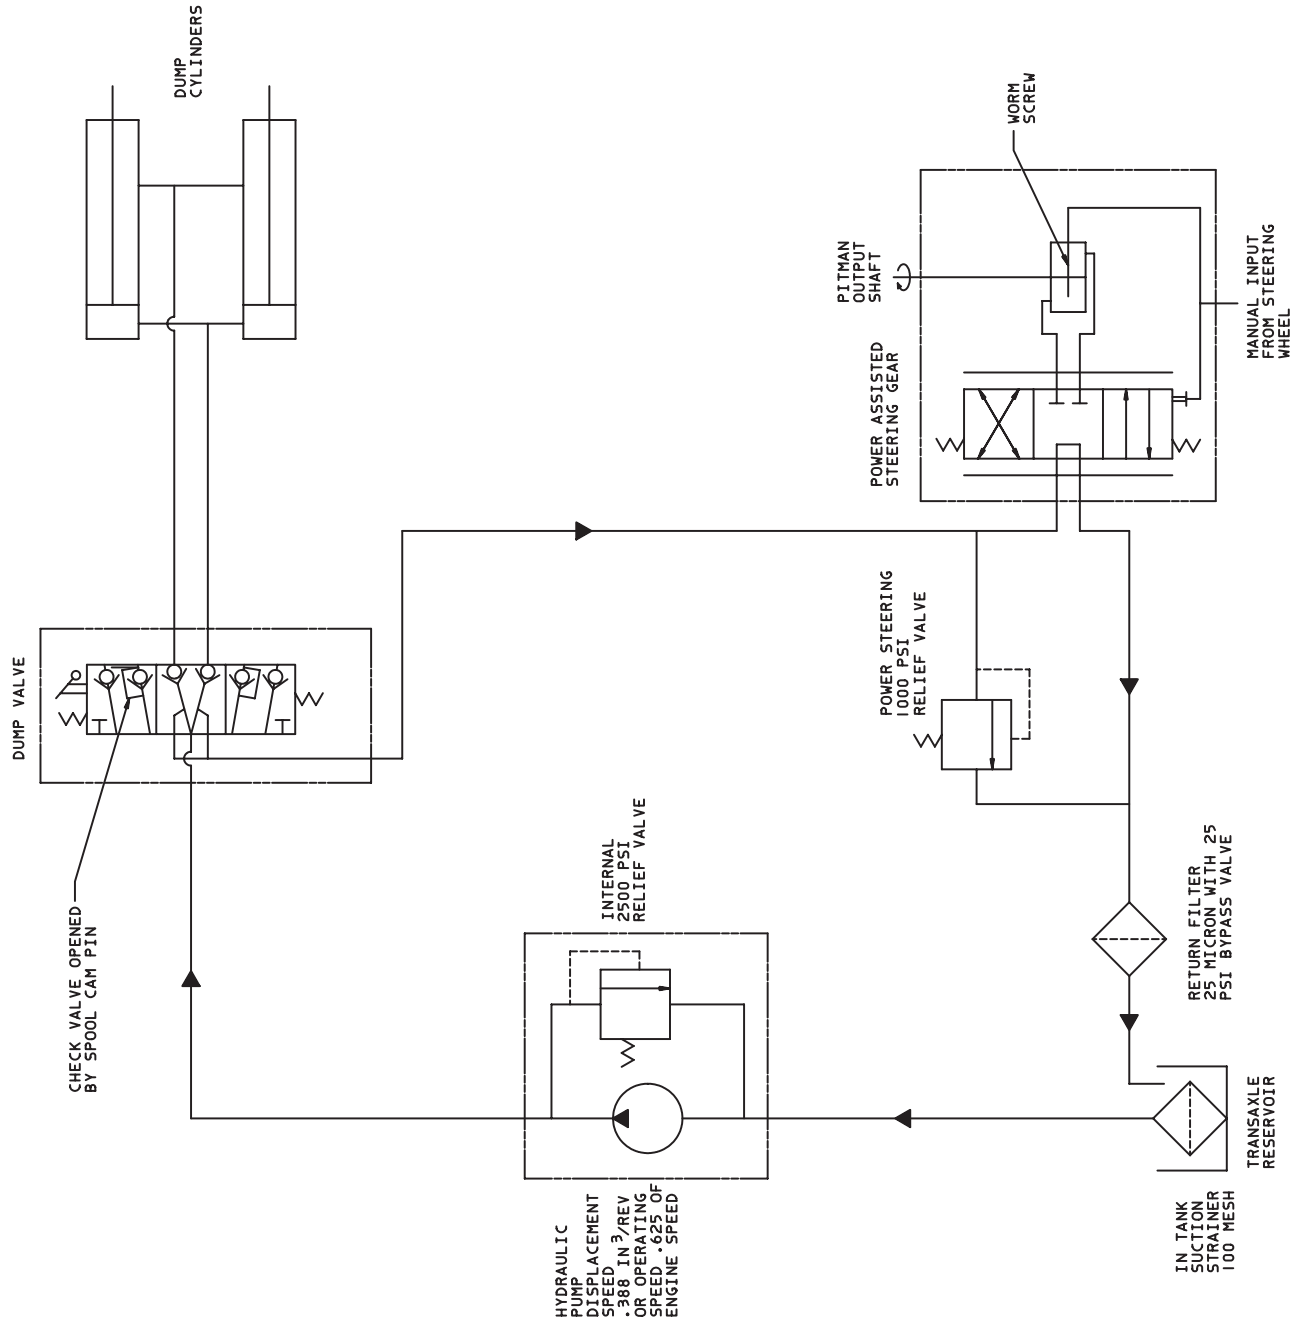 DUMP
CYLINDERS
DUMP VALVE
CHECK VALVE OPENED
BY SPOOL CAM PIN
INTERNAL
2500 PSI
RELIEF VALVE
HYDRAULIC
PUMP
DISPLACEMENT
SPEED
.388 IN 3/REV
OR OPERATING
SPEED .625 OF
ENGINE SPEED
WORM
SCREW
PITMAN
OUTPUT
SHAFT
POWER ASSISTED
STEERING GEAR
MANUAL INPUT
FROM STEERING
WHEEL
POWER STEERING
1000 PSI
RELIEF VALVE
RETURN FILTER
25 MICRON WITH 25
PSI BYPASS VALVE
TRANSAXLE
RESERVOIR
IN TANK
SUCTION
STRAINER
100 MESH